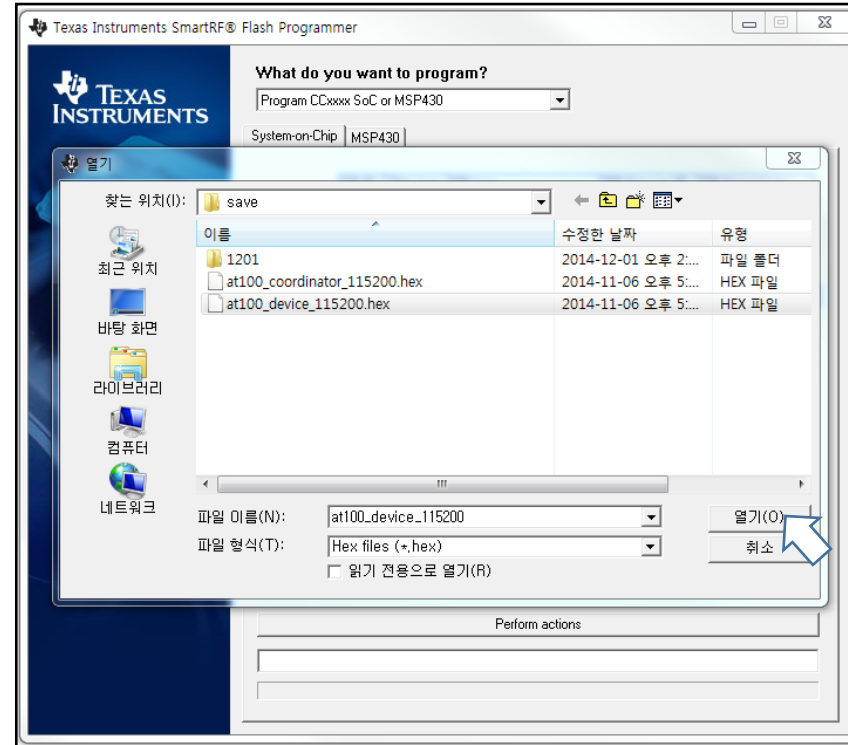 Texas Instruments SmartRF® Flash Programmer
TEXAS
INSTRUMENTS
What do you want to program?
Program CCxxxx SoC or MSP430
System-on-Chip MSP430
열기
찾는 위치(I): save
이름 수정한 날짜 유형
1201 2014-12-01 오후 2:... 파일 폴더
at100_coordinator_115200.hex 2014-11-06 오후 5:... HEX 파일
at100_device_115200.hex 2014-11-06 오후 5:... HEX 파일
최근 위치
바탕 화면
라이브러리
컴퓨터
네트워크
파일 이름(N): at100_device_115200 열기(O)
파일 형식(T): Hex files (*.hex) 취소
읽기 전용으로 열기(R)
Perform actions